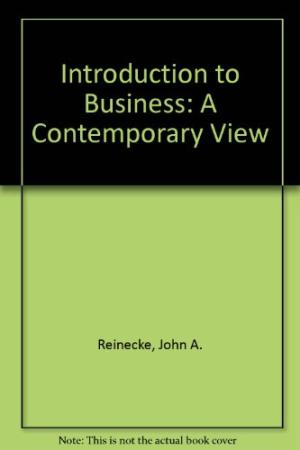 Introduction to
Business: A
Contemporary View
Reinecke, John A.
Note: This is not the actual book cover